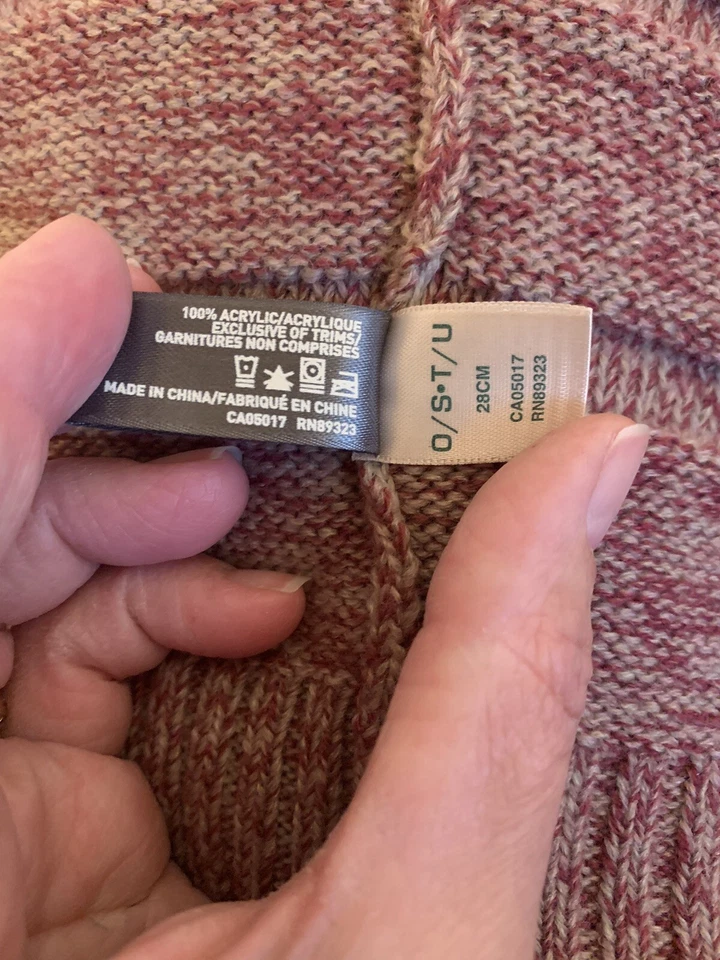 100% ACRYLIC/ACRYLIQUE
EXCLUSIVE OF TRIMS/
GARNITURES NON COMPRISES
MADE IN CHINA/FABRIQUÉ EN CHINE
CA05017 RN89323
O/S•T/U
28CM
CA05017
RN89323